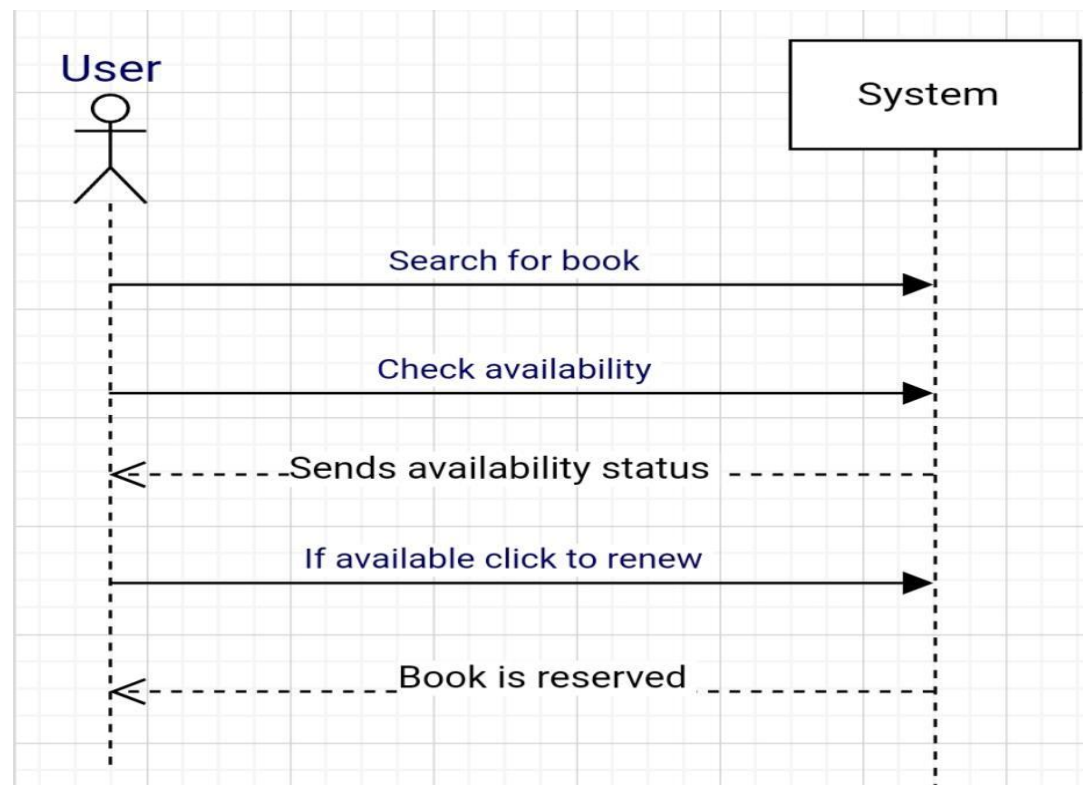 User
System
Search for book
Check availability
Sends availability status
If available click to renew
Book is reserved